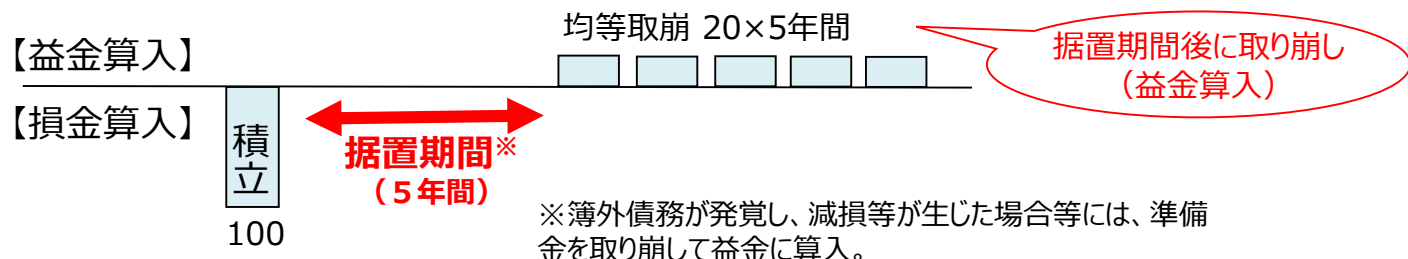 均等取崩 20×5年間
【益金算入】
据置期間後に取り崩し
（益金算入）
【損金算入】
積立
据置期間※
（５年間）
100
※簿外債務が発覚し、減損等が生じた場合等には、準備
金を取り崩して益金に算入。